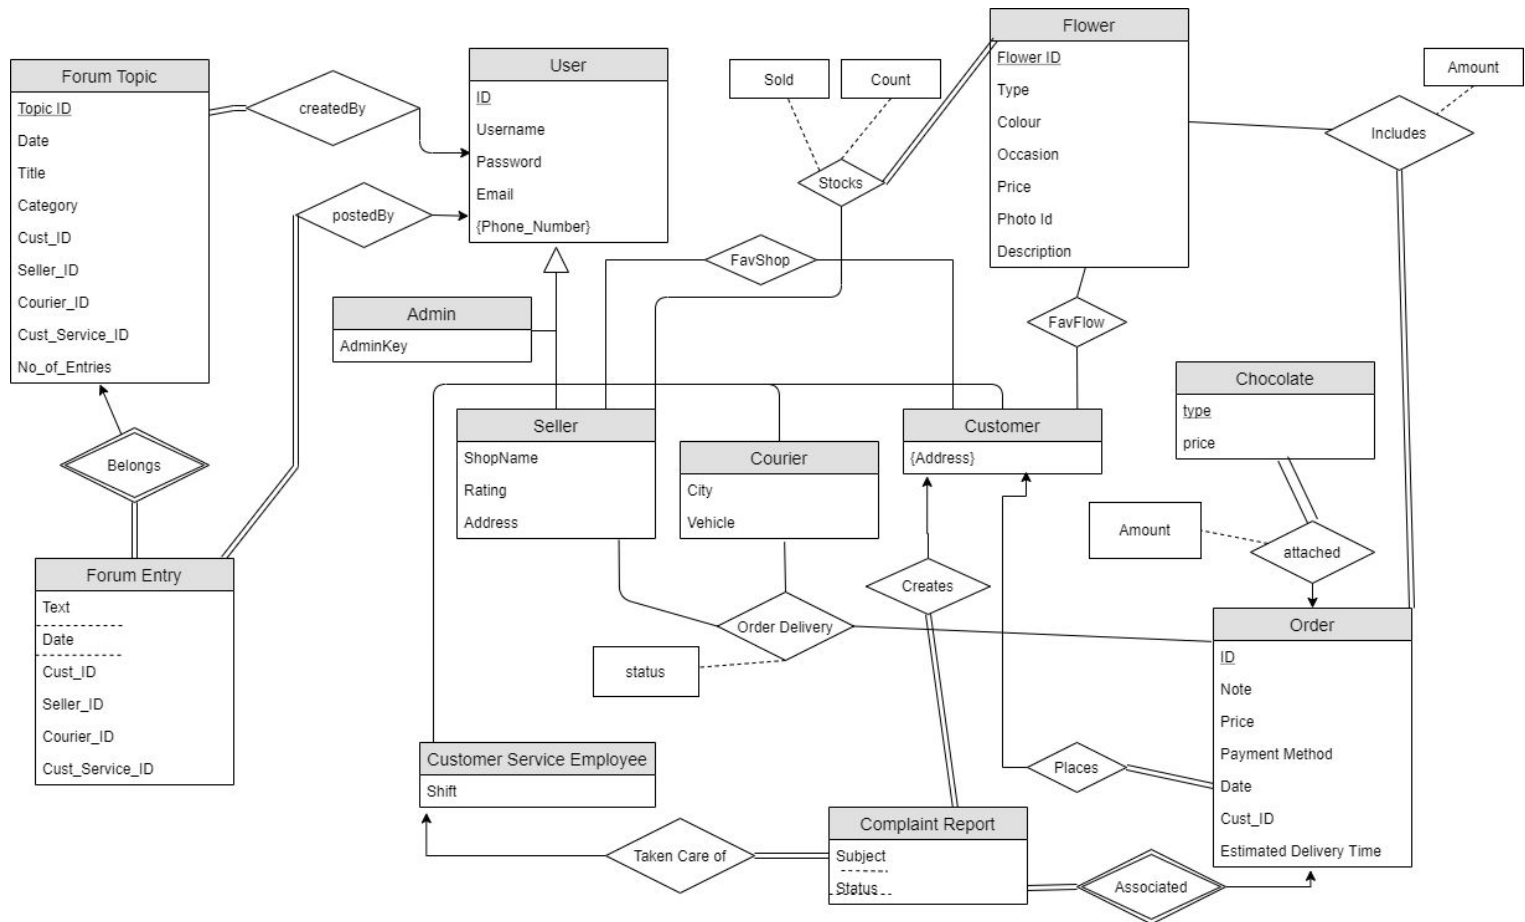 Forum Topic
Topic ID
Date
Title
Category
Cust_ID
Seller_ID
Courier_ID
Cust_Service_ID
No_of_Entries
createdBy
postedBy
Belongs
Forum Entry
Text
Date
Cust_ID
Seller_ID
Courier_ID
Cust_Service_ID
User
ID
Username
Password
Email
{Phone_Number}
Admin
AdminKey
Sold
Count
Stocks
FavShop
Flower
Flower ID
Type
Colour
Occasion
Price
Photo Id
Description
Amount
Includes
FavFlow
Seller
ShopName
Rating
Address
Courier
City
Vehicle
Customer
{Address}
Chocolate
type
price
Amount
attached
Creates
Order Delivery
status
Order
ID
Note
Price
Payment Method
Date
Cust_ID
Estimated Delivery Time
Places
Customer Service Employee
Shift
Taken Care of
Complaint Report
Subject
Status
Associated